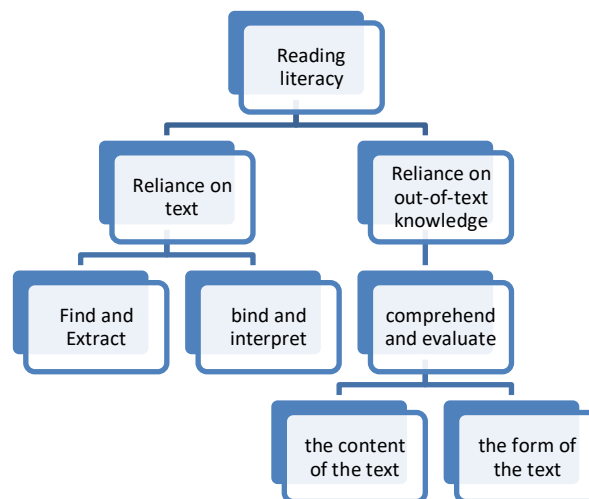 Reading
literacy
Reliance on
text
Reliance on
out-of-text
knowledge
Find and
Extract
bind and
interpret
comprehend
and evaluate
the content
of the text
the form of
the text